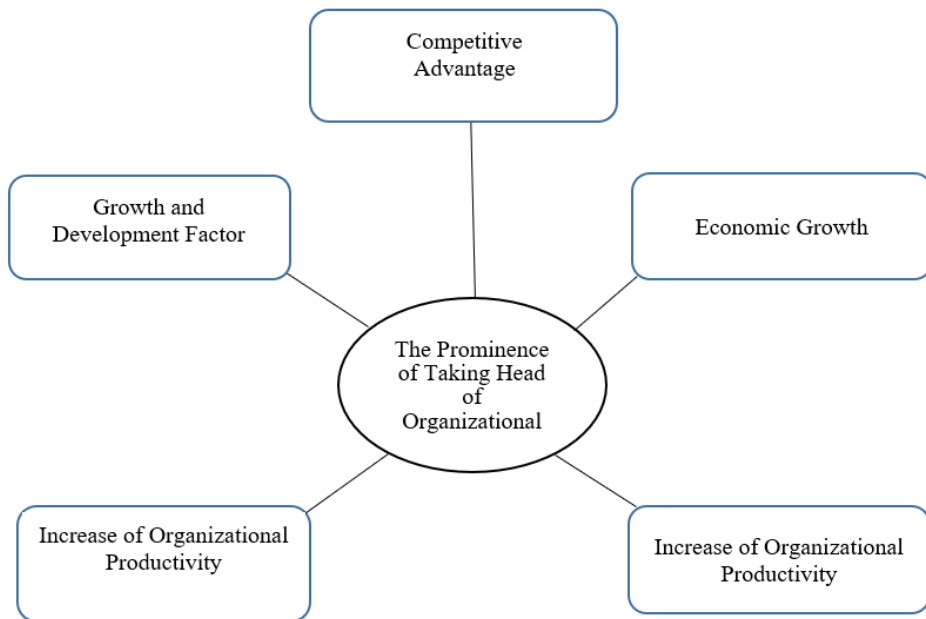 Competitive
Advantage
Growth and
Development Factor
Economic Growth
The Prominence
of Taking Head
of
Organizational
Increase of Organizational
Productivity
Increase of Organizational
Productivity